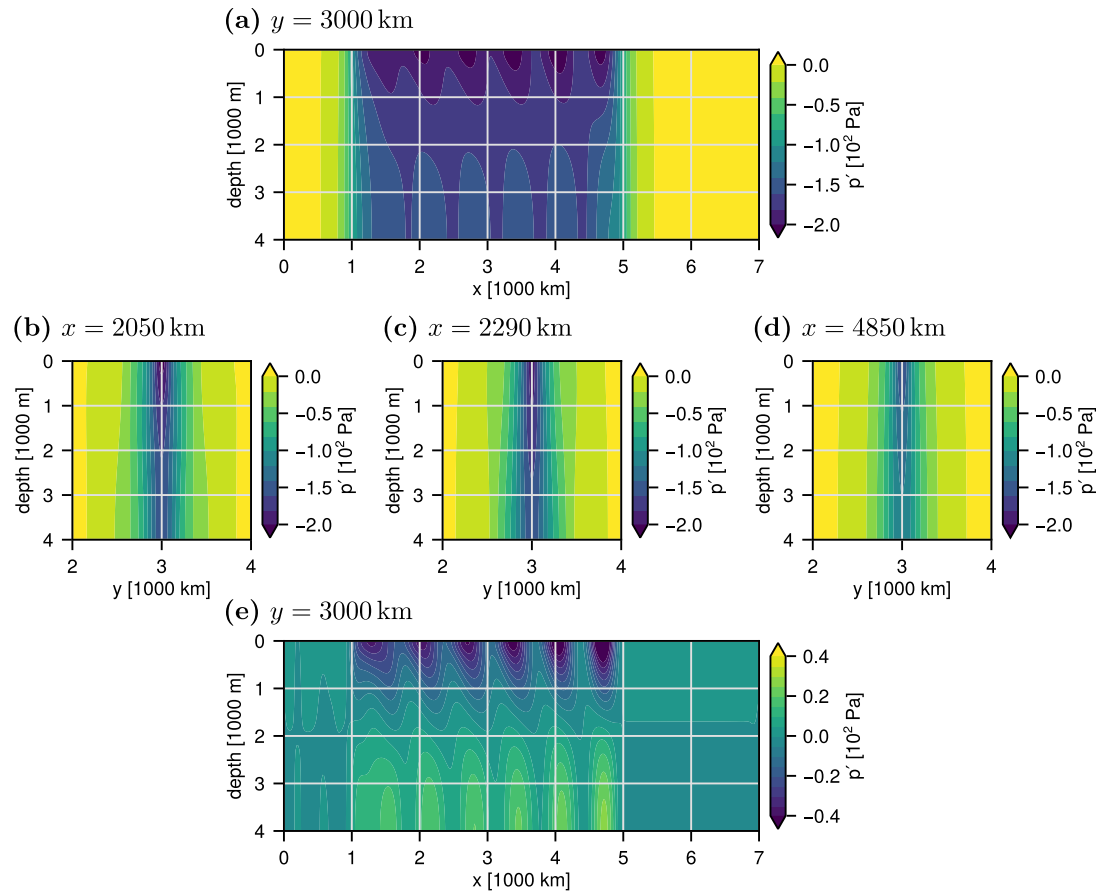 (a) y = 3000 km
0
1
2
3
4
depth [1000 m]
0 1 2 3 4 5 6 7
x [1000 km]
0.0
−0.5
−1.0
−1.5
−2.0
p′ [10² Pa]
(b) x = 2050 km
0
1
2
3
4
depth [1000 m]
2 3 4
y [1000 km]
0.0
−0.5
−1.0
−1.5
−2.0
p′ [10² Pa]
(c) x = 2290 km
0
1
2
3
4
depth [1000 m]
2 3 4
y [1000 km]
0.0
−0.5
−1.0
−1.5
−2.0
p′ [10² Pa]
(d) x = 4850 km
0
1
2
3
4
depth [1000 m]
2 3 4
y [1000 km]
0.0
−0.5
−1.0
−1.5
−2.0
p′ [10² Pa]
(e) y = 3000 km
0
1
2
3
4
depth [1000 m]
0 1 2 3 4 5 6 7
x [1000 km]
0.4
0.2
0.0
−0.2
−0.4
p′ [10² Pa]